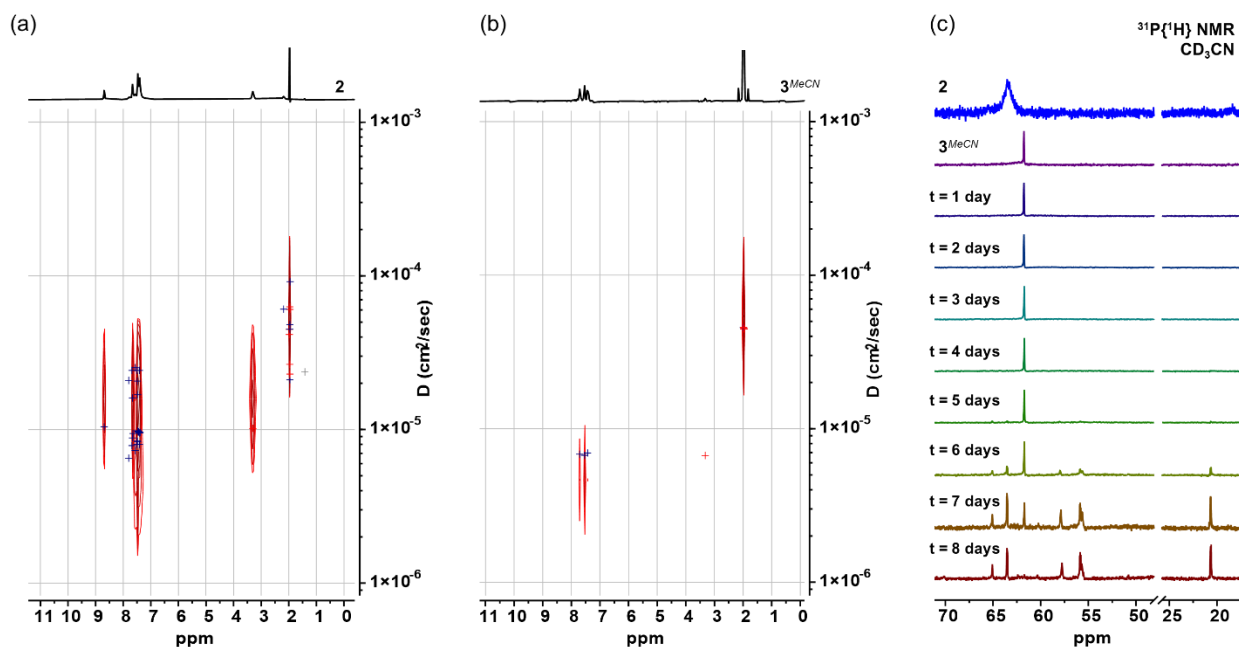 (a)
2
1×10⁻³
1×10⁻⁴
1×10⁻⁵
1×10⁻⁶
D (cm²/sec)
11 10 9 8 7 6 5 4 3 2 1 0
ppm
(b)
3ᴹᵉᶜᴺ
1×10⁻³
1×10⁻⁴
1×10⁻⁵
1×10⁻⁶
D (cm²/sec)
11 10 9 8 7 6 5 4 3 2 1 0
ppm
(c)
³¹P{¹H} NMR
CD₃CN
2
3ᴹᵉᶜᴺ
t = 1 day
t = 2 days
t = 3 days
t = 4 days
t = 5 days
t = 6 days
t = 7 days
t = 8 days
70 65 60 55 50 25 20
ppm